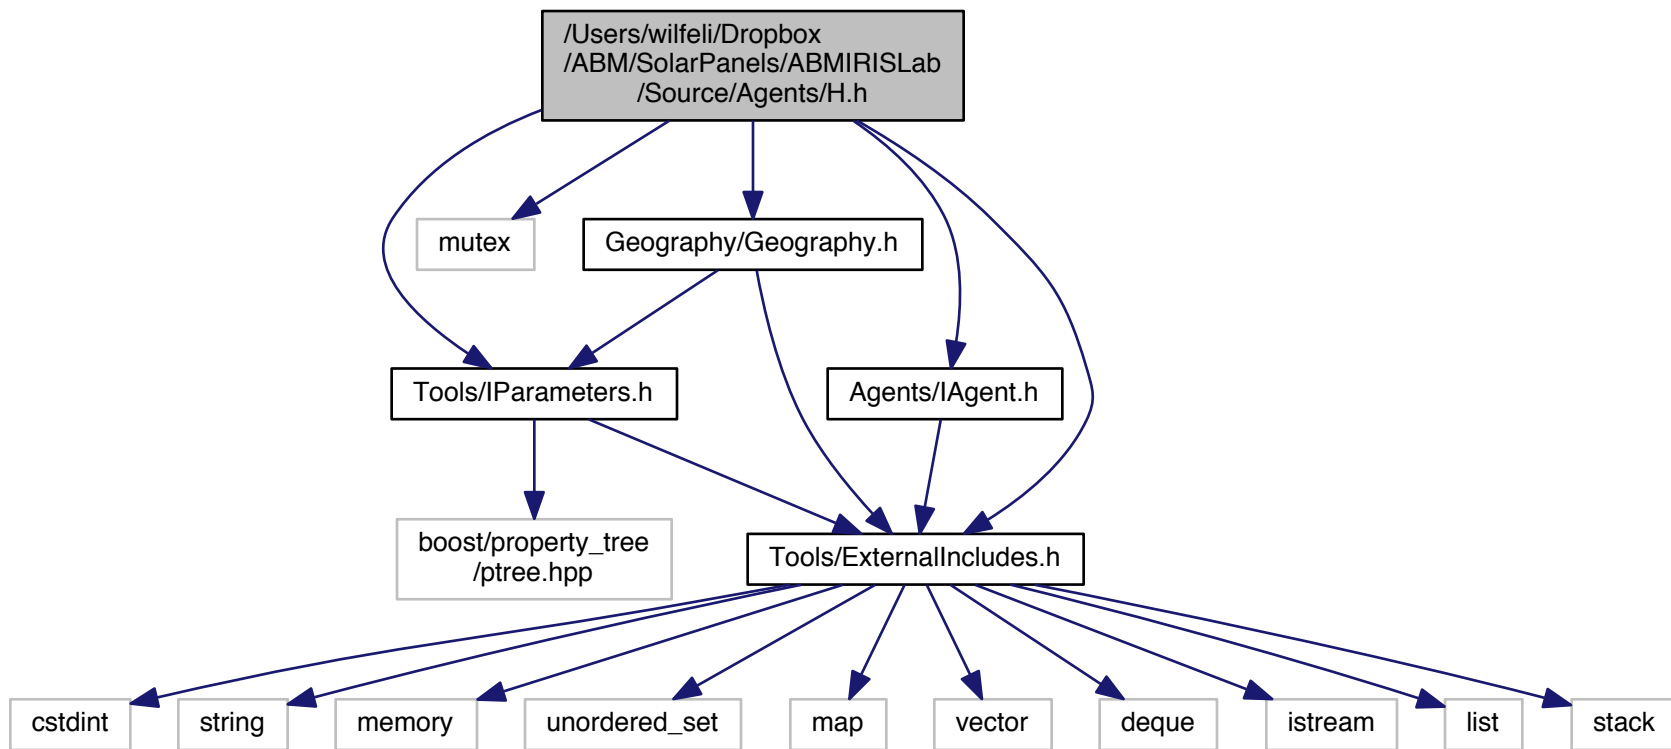 /Users/wilfeli/Dropbox
/ABM/SolarPanels/ABMIRISLab
/Source/Agents/H.h
mutex
Geography/Geography.h
Tools/IParameters.h
Agents/IAgent.h
boost/property_tree
/ptree.hpp
Tools/ExternalIncludes.h
cstdint
string
memory
unordered_set
map
vector
deque
istream
list
stack